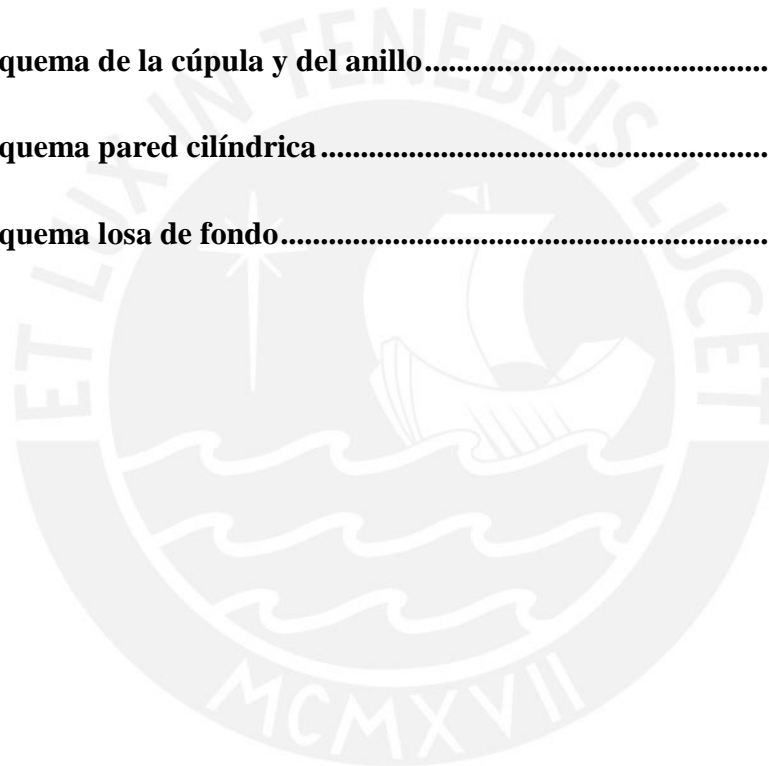 quema de la cúpula y del anillo..........................................
quema pared cilíndrica..........................................................
quema losa de fondo................................................................
ET LUX IN TENEBRIS LUCET
MCMXVII